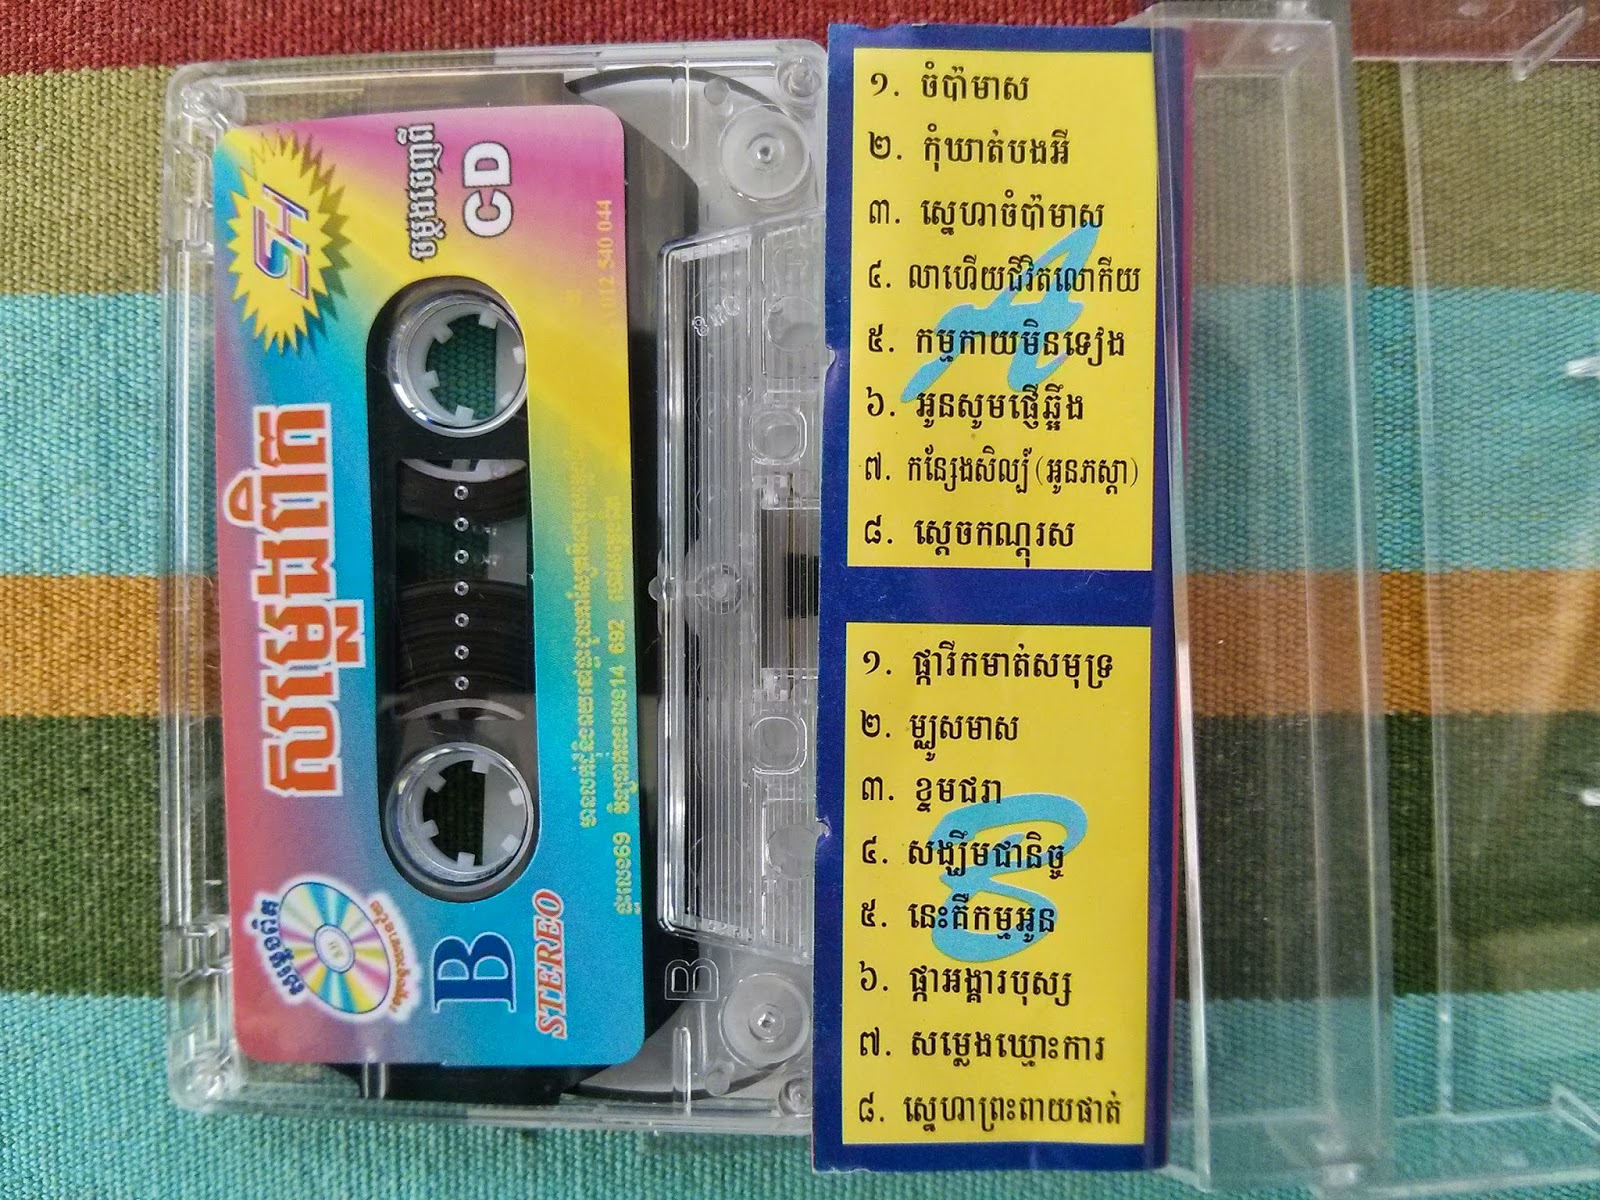 ១. ចំប៉ាមាស
២. កុំឃាត់បងអី
៣. ស្នេហាចំប៉ាមាស
៤. លាហើយជីវិតលោកីយ
៥. កម្មកាយមិនទៀង
៦. អូនសូមផ្ញើឆ្អឹង
៧. កន្សែងសិល្ប៍ (អូនភស្តា)
៨. ស្តេចកណ្តុរស
A
១. ផ្ការីកមាត់សមុទ្រ
២. ម្ឈូសមាស
៣. ខ្ទមជរា
៤. សង្ឃឹមជានិច្ច
៥. នេះគឺកម្មអូន
៦. ផ្កាអង្គារបុស្ស
៧. សម្លេងឃ្មោះការ
៨. ស្នេហាព្រះពាយផាត់
B
SH
ចម្លងចេញពី
CD
012 540 044
សម្មង់ពិត
B
STEREO
B